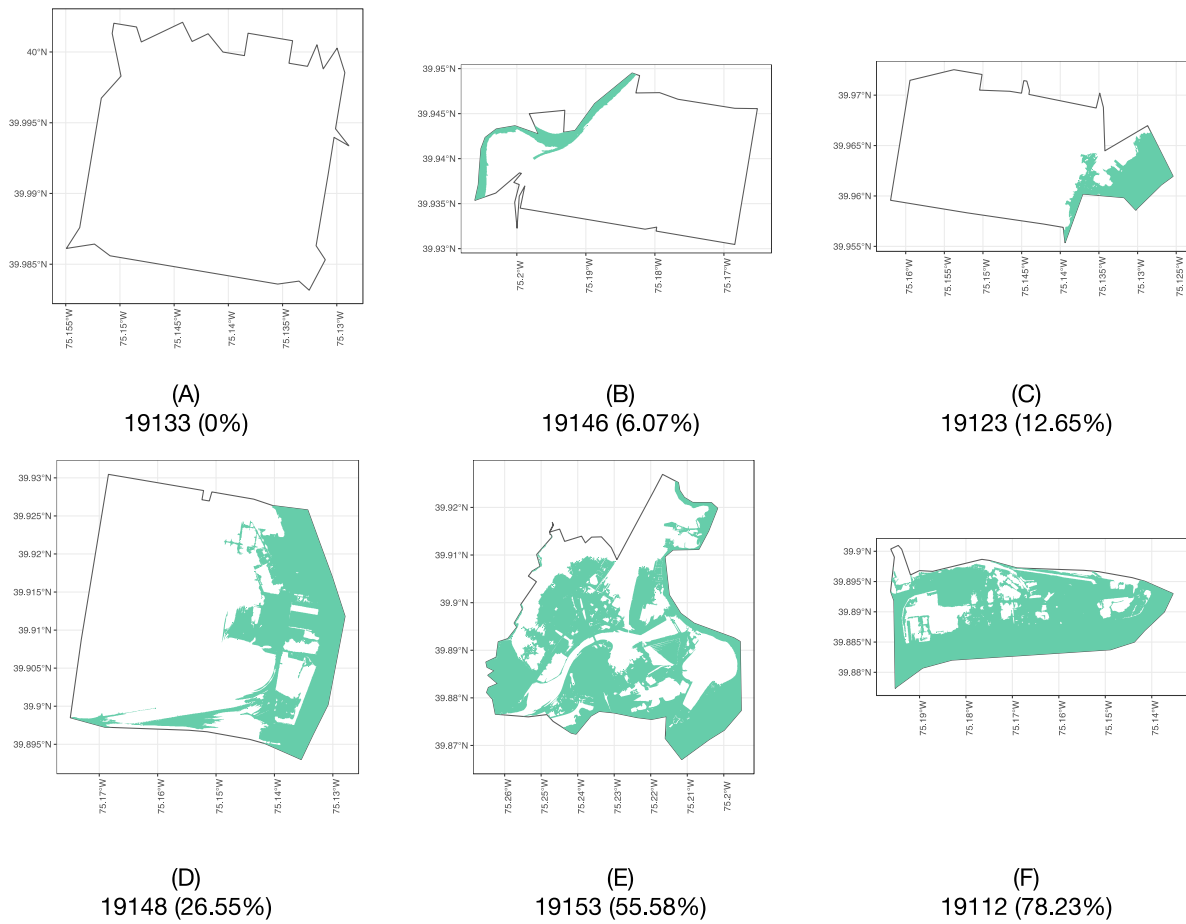 40°N
39.995°N
39.99°N
39.985°N
75.155°W
75.15°W
75.145°W
75.14°W
75.135°W
75.13°W
(A)
19133 (0%)
39.95°N
39.945°N
39.94°N
39.935°N
39.93°N
75.2°W
75.19°W
75.18°W
75.17°W
(B)
19146 (6.07%)
39.97°N
39.965°N
39.96°N
39.955°N
75.16°W
75.155°W
75.15°W
75.145°W
75.14°W
75.135°W
75.13°W
75.125°W
(C)
19123 (12.65%)
39.93°N
39.925°N
39.92°N
39.915°N
39.91°N
39.905°N
39.9°N
39.895°N
75.17°W
75.16°W
75.15°W
75.14°W
75.13°W
(D)
19148 (26.55%)
39.92°N
39.91°N
39.9°N
39.89°N
39.88°N
39.87°N
75.26°W
75.25°W
75.24°W
75.23°W
75.22°W
75.21°W
75.2°W
(E)
19153 (55.58%)
39.9°N
39.895°N
39.89°N
39.885°N
39.88°N
75.19°W
75.18°W
75.17°W
75.16°W
75.15°W
75.14°W
(F)
19112 (78.23%)